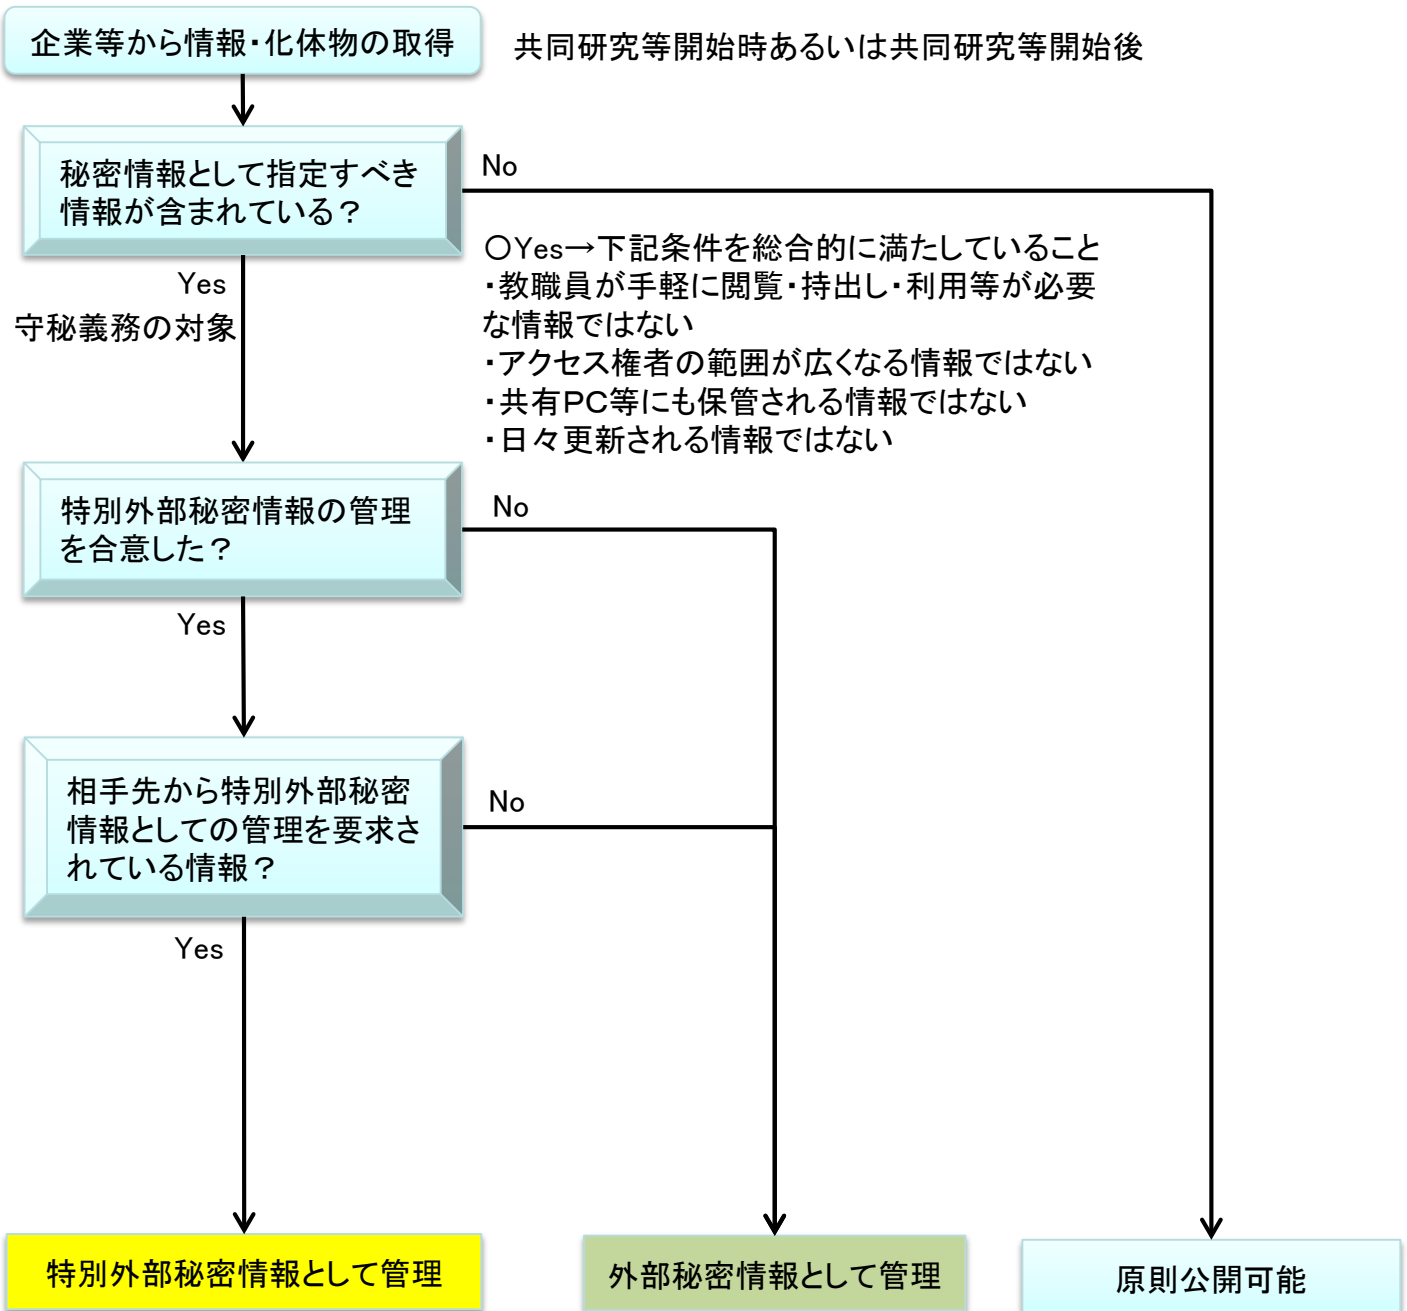 企業等から情報・化体物の取得
共同研究等開始時あるいは共同研究等開始後
秘密情報として指定すべき
情報が含まれている？
No
Yes
守秘義務の対象
〇Yes→下記条件を総合的に満たしていること
・教職員が手軽に閲覧・持出し・利用等が必要
な情報ではない
・アクセス権者の範囲が広くなる情報ではない
・共有ＰＣ等にも保管される情報ではない
・日々更新される情報ではない
特別外部秘密情報の管理
を合意した？
No
Yes
相手先から特別外部秘密
情報としての管理を要求さ
れている情報？
No
Yes
特別外部秘密情報として管理
外部秘密情報として管理
原則公開可能